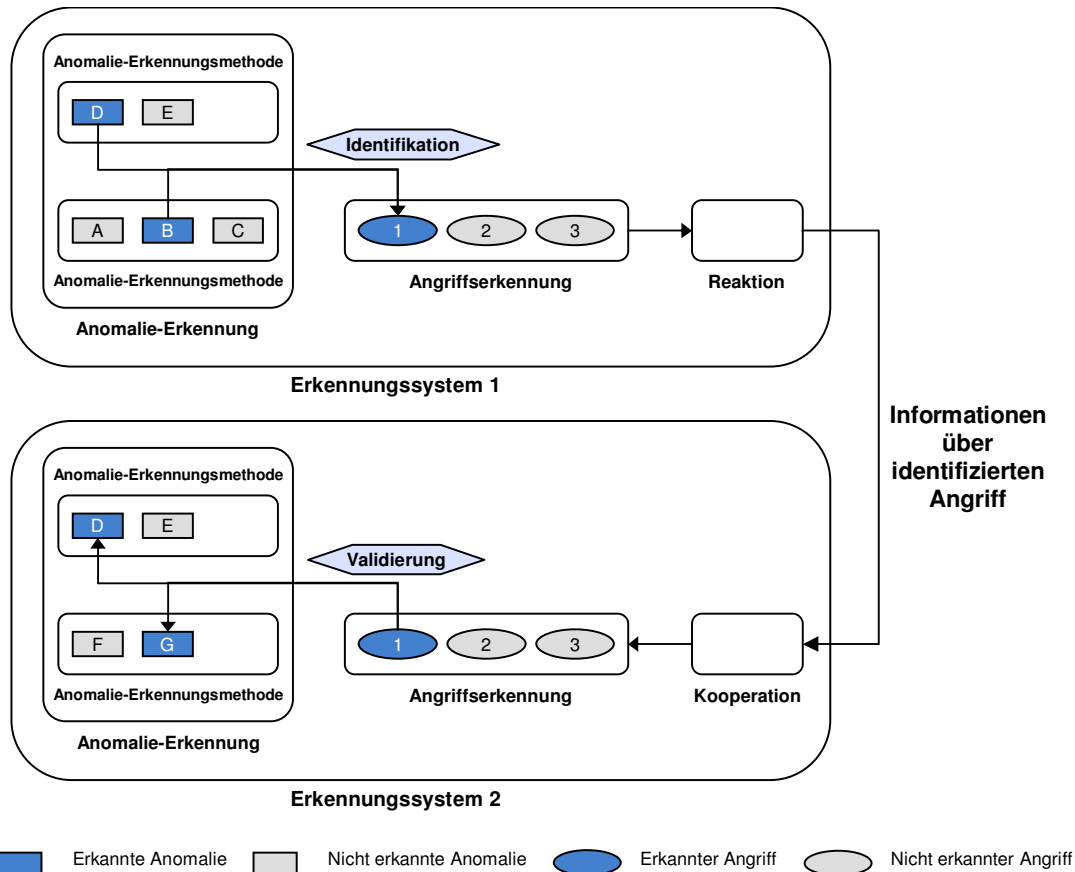 Anomalie-Erkennungsmethode
D E
Identifikation
A B C
1 2 3
Anomalie-Erkennungsmethode
Angriffserkennung
Reaktion
Anomalie-Erkennung
Erkennungssystem 1
Informationen
über
identifizierten
Angriff
Anomalie-Erkennungsmethode
D E
Validierung
F G
1 2 3
Anomalie-Erkennungsmethode
Angriffserkennung
Kooperation
Anomalie-Erkennung
Erkennungssystem 2
Erkannte Anomalie
Nicht erkannte Anomalie
Erkannter Angriff
Nicht erkannter Angriff